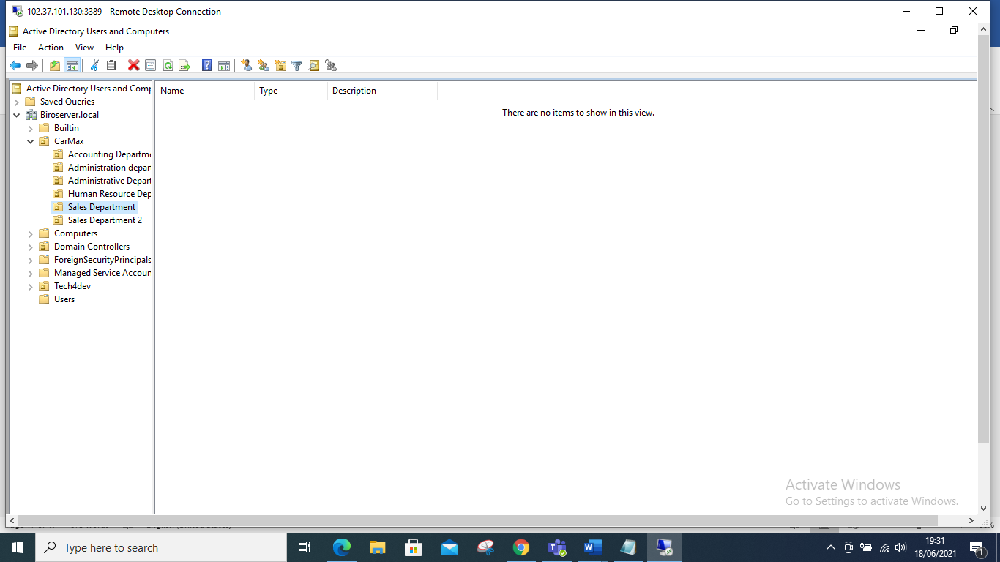 102.37.101.130:3389 - Remote Desktop Connection
Active Directory Users and Computers
File Action View Help
Active Directory Users and Comp
Saved Queries
Biroserver.local
Builtin
CarMax
Accounting Departme
Administration depar
Administrative Depart
Human Resource Dep
Sales Department
Sales Department 2
Computers
Domain Controllers
ForeignSecurityPrincipals
Managed Service Accour
Tech4dev
Users
Name Type Description
There are no items to show in this view.
Activate Windows
Go to Settings to activate Windows.
Type here to search
19:31
18/06/2021
1